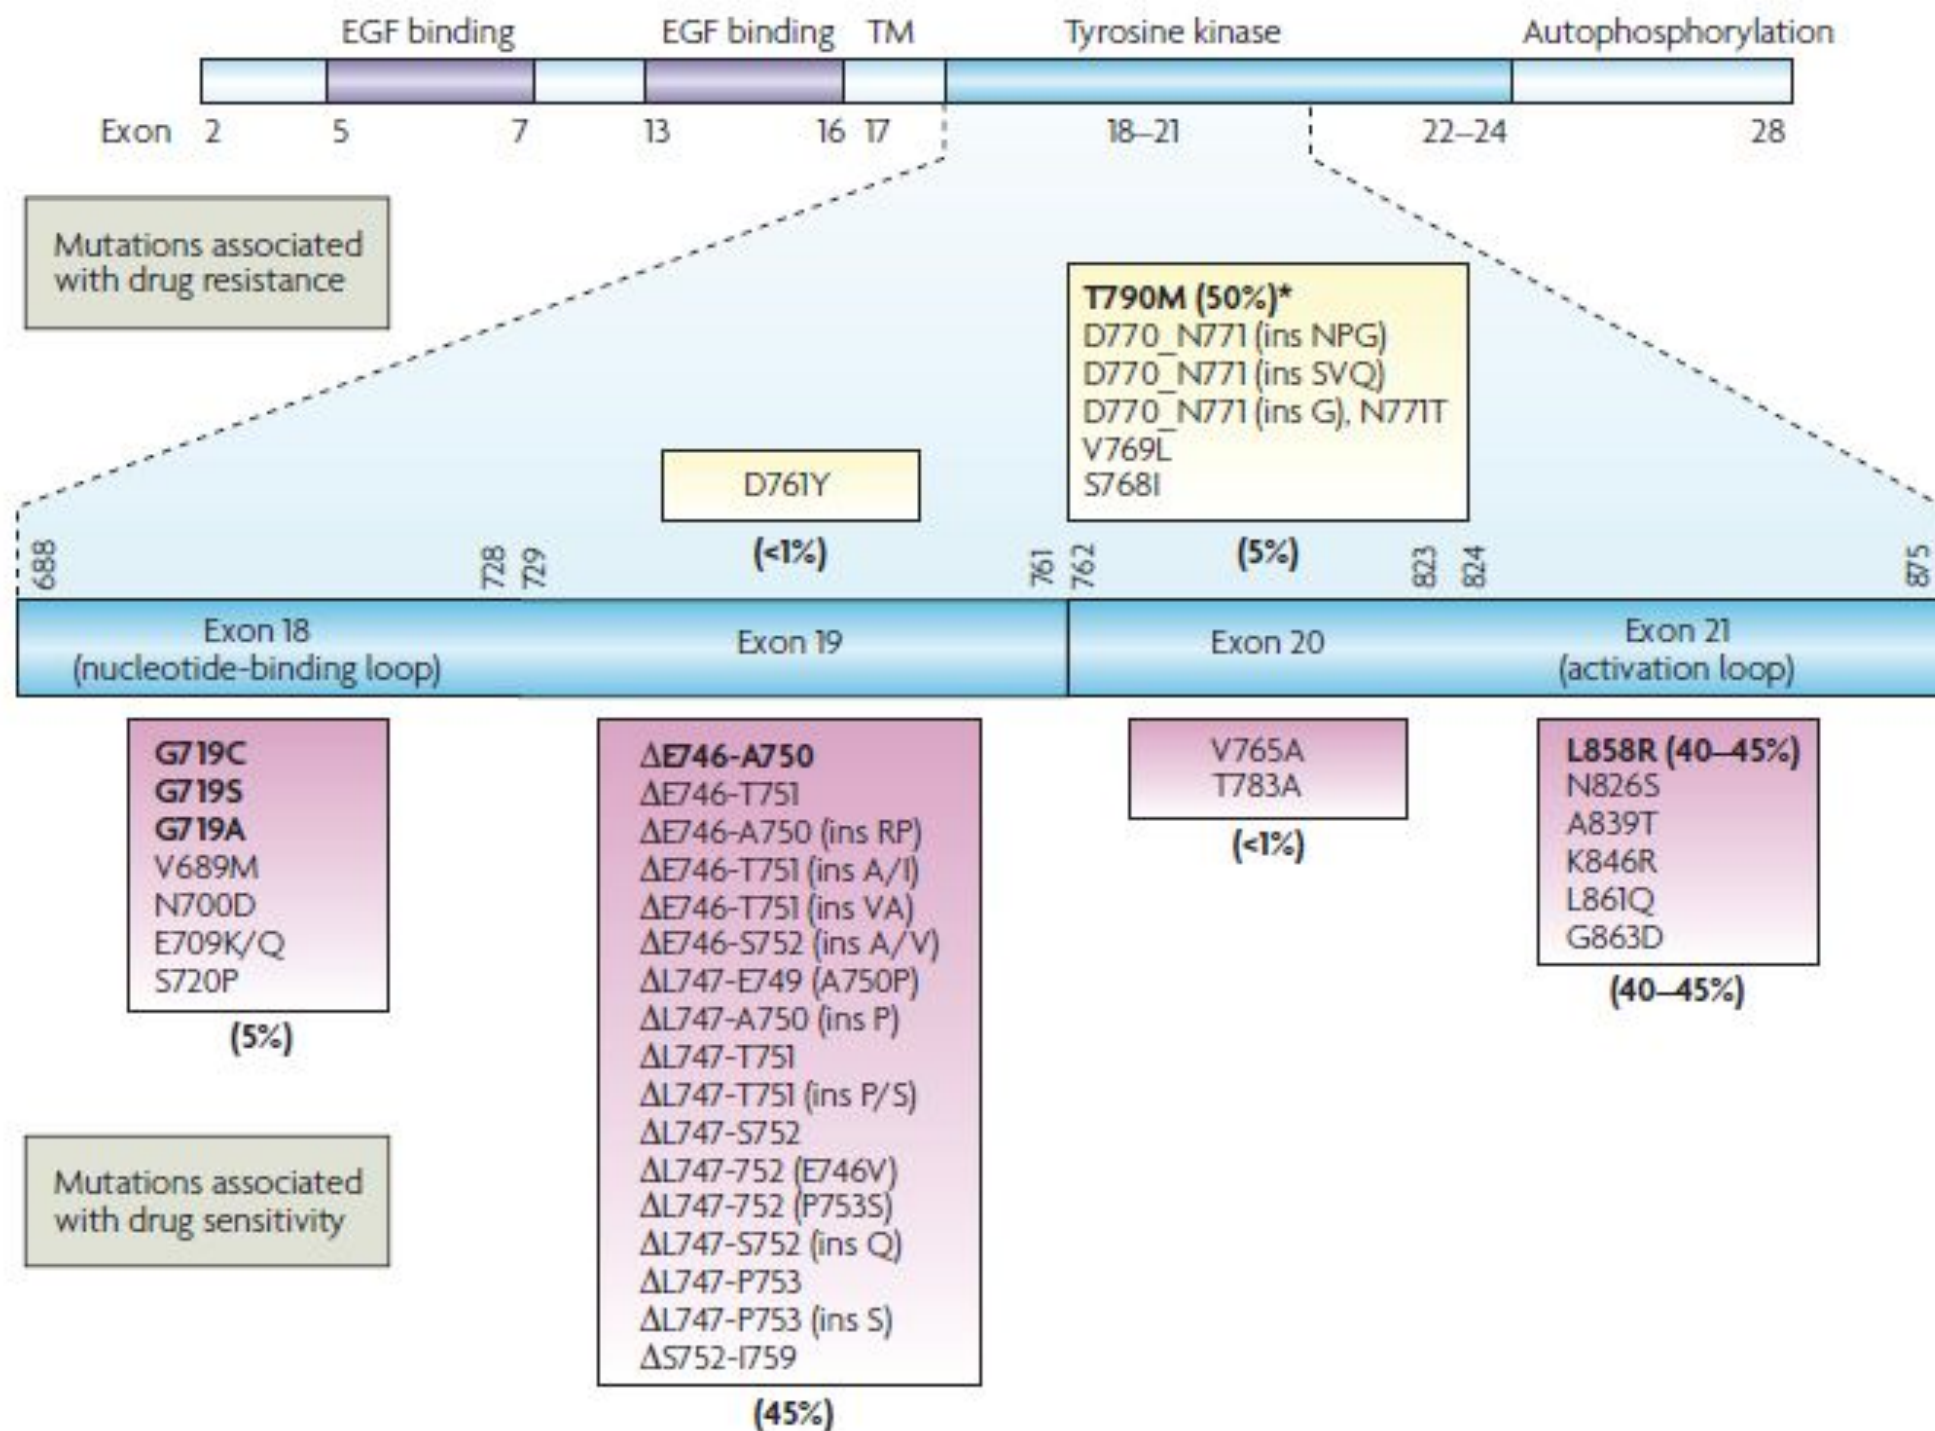 EGF binding EGF binding TM Tyrosine kinase Autophosphorylation
Exon 2 5 7 13 16 17 18–21 22–24 28
Mutations associated
with drug resistance
T790M (50%)*
D770_N771 (ins NPG)
D770_N771 (ins SVQ)
D770_N771 (ins G), N771T
V769L
S768I
D761Y
(<1%)
(5%)
688 728 729 761 762 823 824 875
Exon 18
(nucleotide-binding loop)
Exon 19
Exon 20
Exon 21
(activation loop)
G719C
G719S
G719A
V689M
N700D
E709K/Q
S720P
(5%)
ΔE746-A750
ΔE746-T751
ΔE746-A750 (ins RP)
ΔE746-T751 (ins A/I)
ΔE746-T751 (ins VA)
ΔE746-S752 (ins A/V)
ΔL747-E749 (A750P)
ΔL747-A750 (ins P)
ΔL747-T751
ΔL747-T751 (ins P/S)
ΔL747-S752
ΔL747-752 (E746V)
ΔL747-752 (P753S)
ΔL747-S752 (ins Q)
ΔL747-P753
ΔL747-P753 (ins S)
ΔS752-I759
(45%)
V765A
T783A
(<1%)
L858R (40–45%)
N826S
A839T
K846R
L861Q
G863D
(40–45%)
Mutations associated
with drug sensitivity